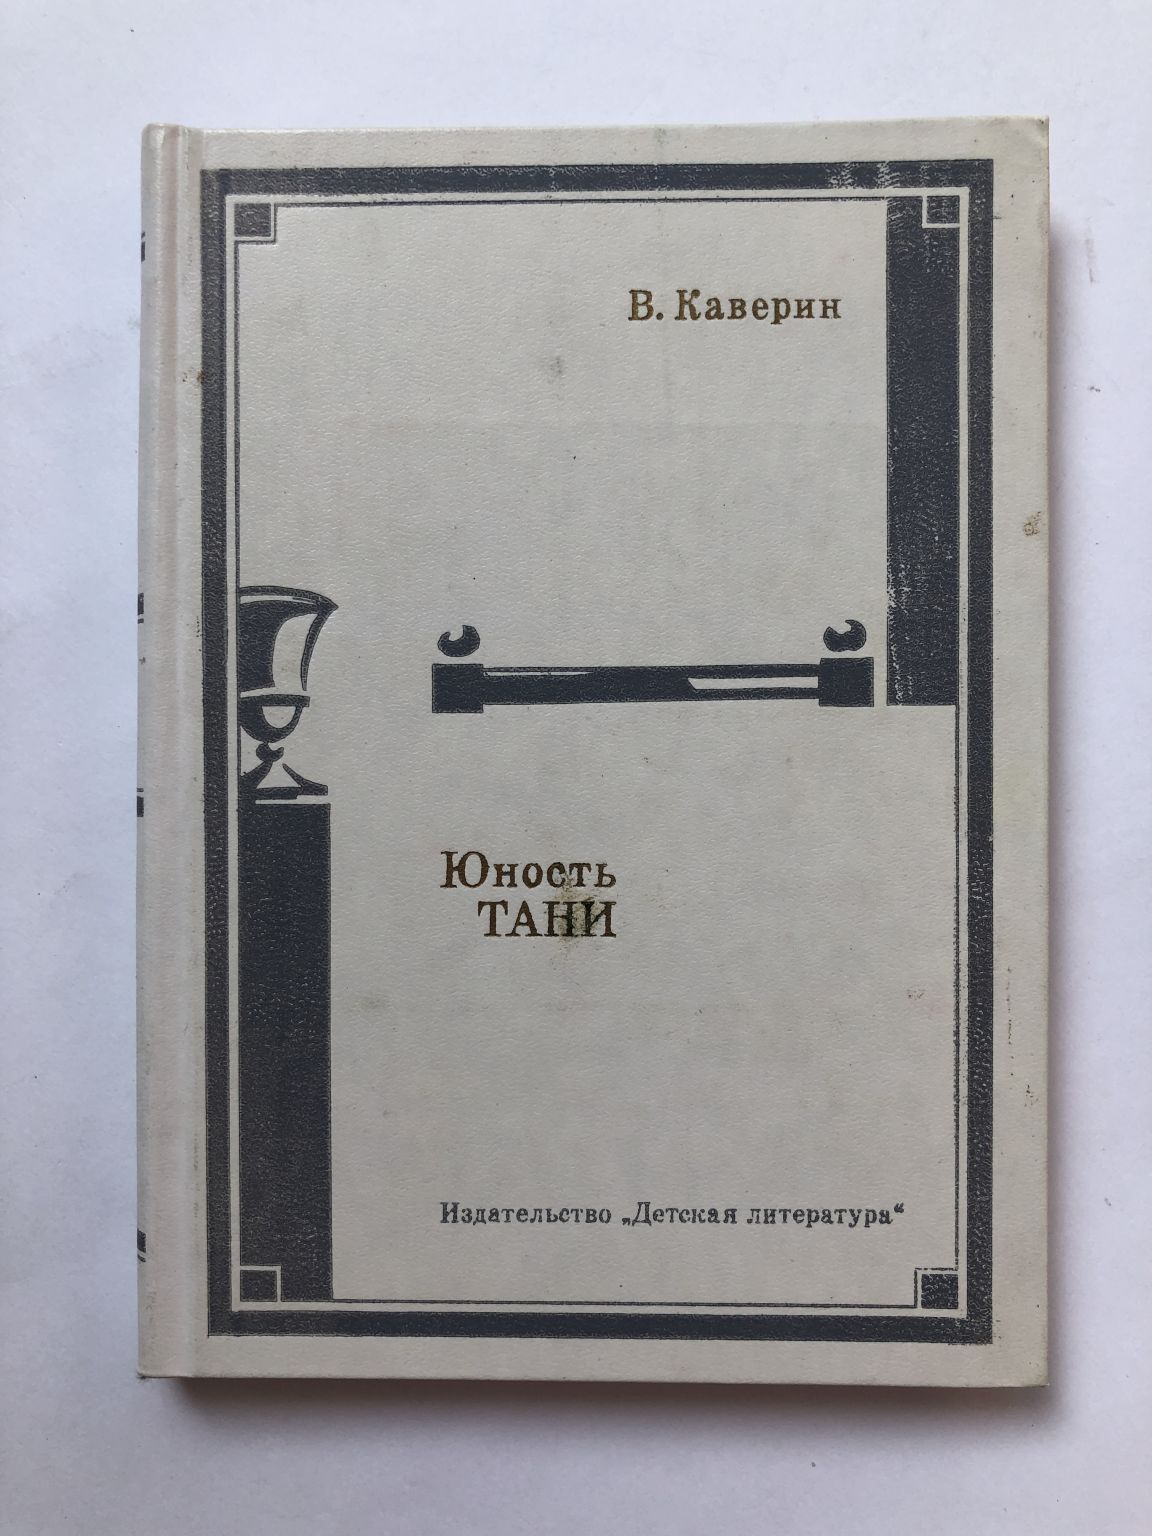 В. Каверин
Юность
ТАНИ
Издательство „Детская литература“